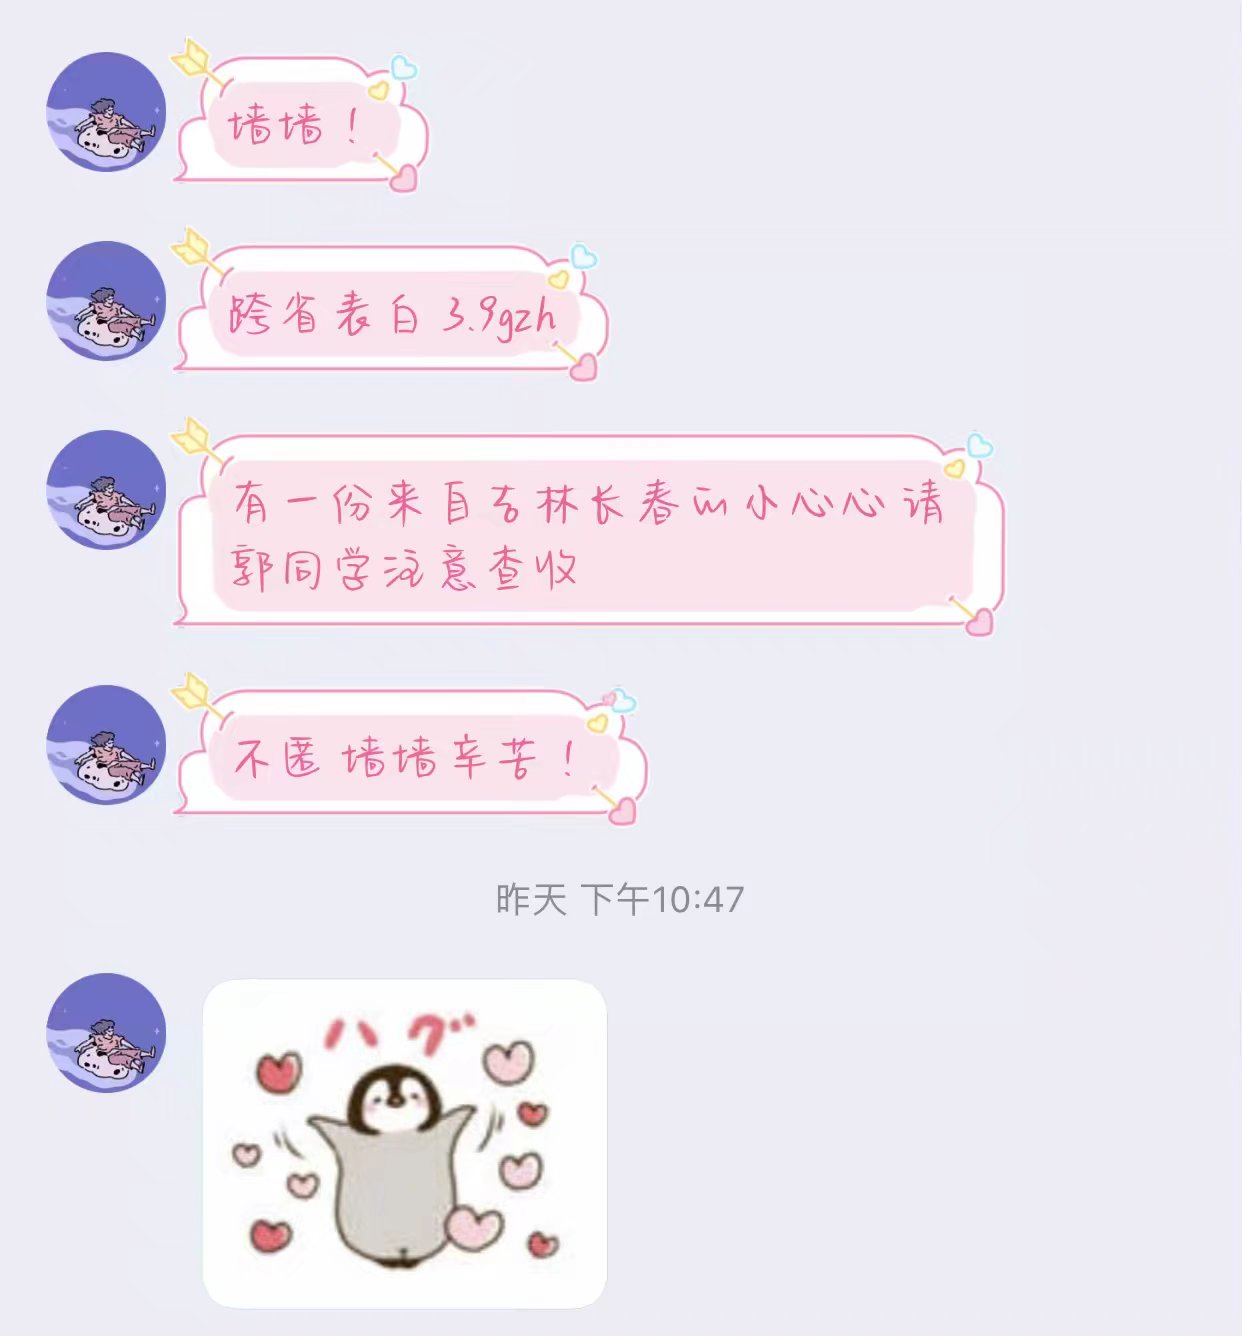 墙墙！
跨省表白 3.9gzh
有一份来自吉林长春的小心心请
郭同学注意查收
不匿 墙墙辛苦！
昨天 下午10:47
ハグ